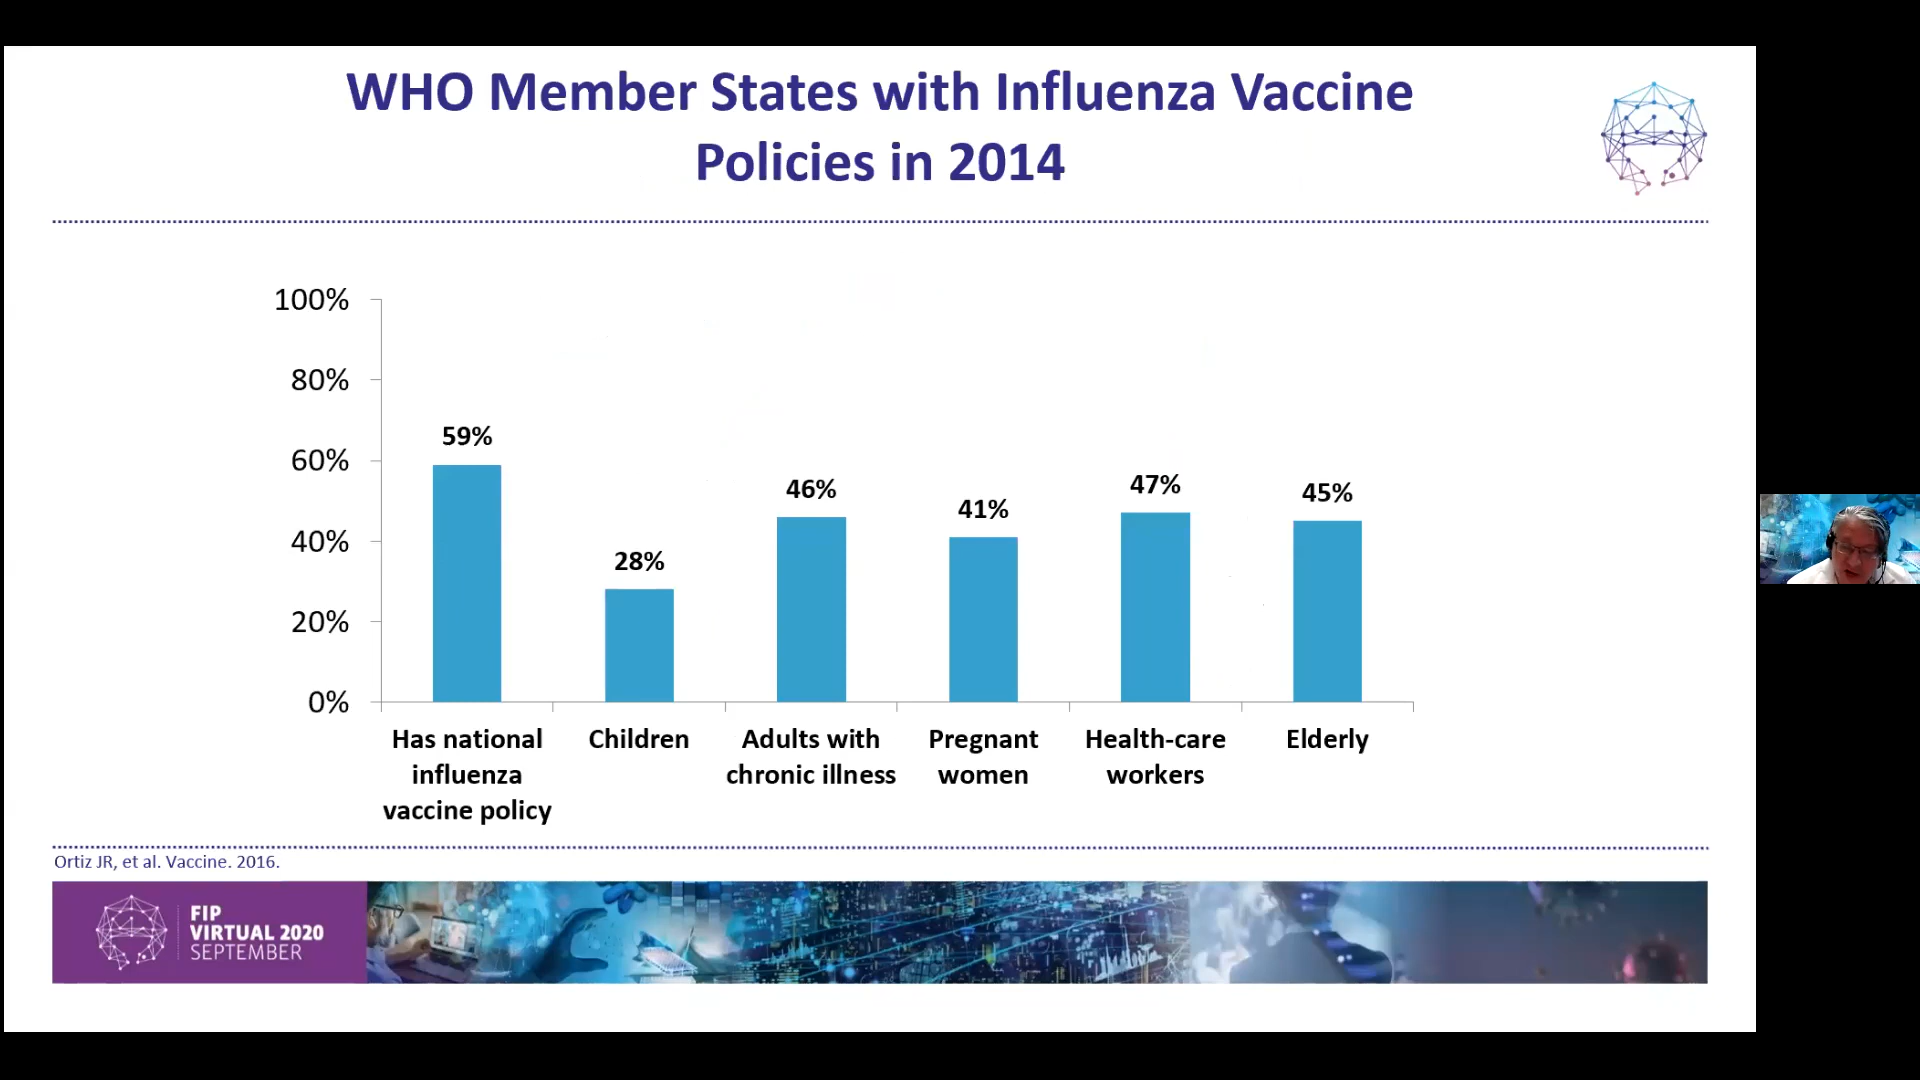 WHO Member States with Influenza Vaccine
Policies in 2014
100%
80%
60%
40%
20%
0%
59%
28%
46%
41%
47%
45%
Has national
influenza
vaccine policy
Children
Adults with
chronic illness
Pregnant
women
Health-care
workers
Elderly
Ortiz JR, et al. Vaccine. 2016.
FIP
VIRTUAL 2020
SEPTEMBER